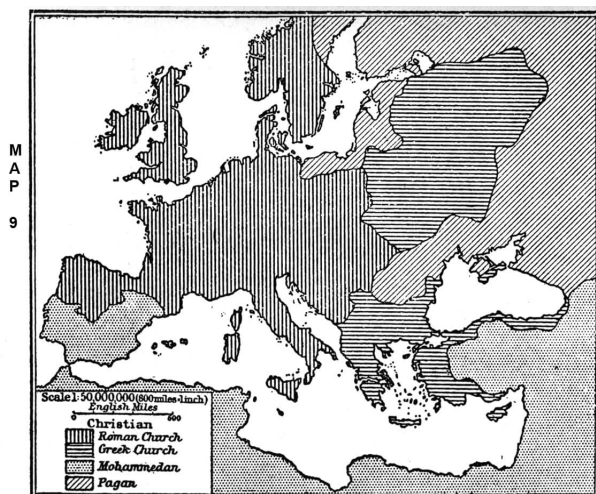 MAP 9
Scale 1:50,000,000 (800 miles=1 inch)
English Miles
0 600
Christian
Roman Church
Greek Church
Mohammedan
Pagan